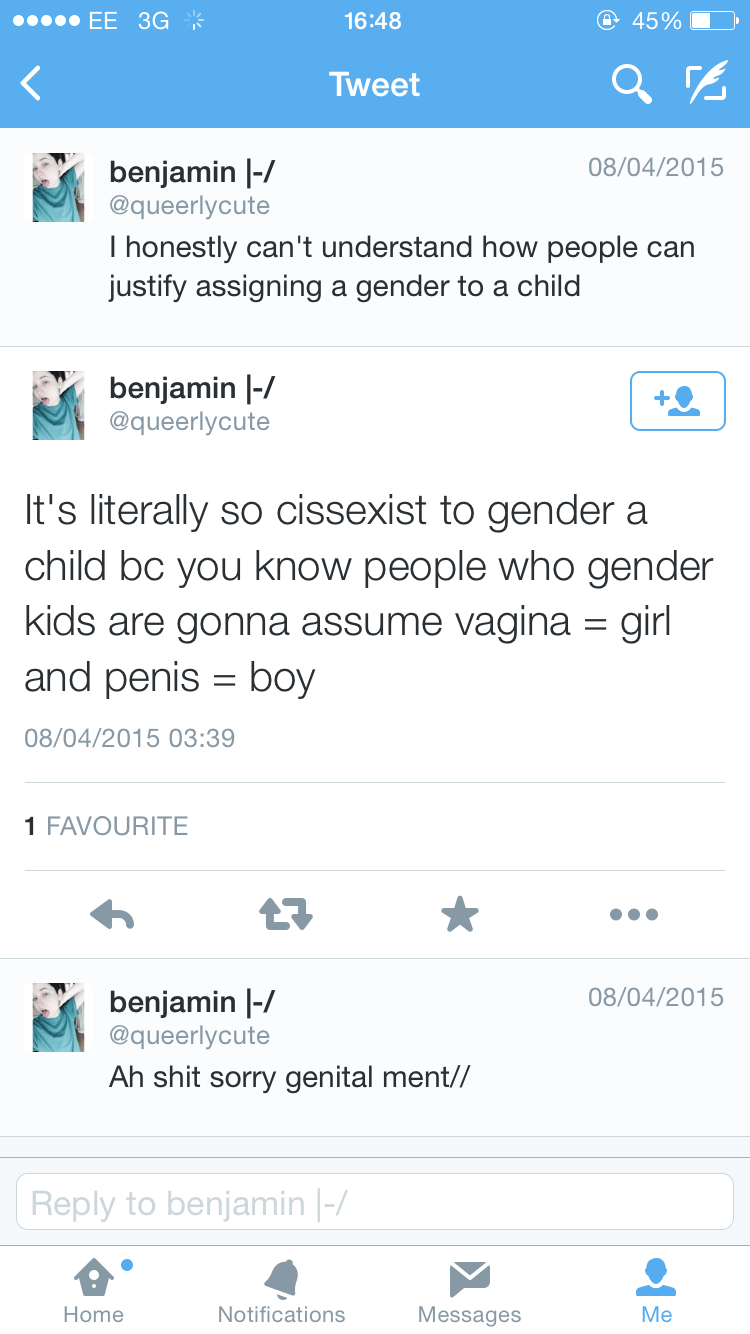 EE 3G 16:48 45%
Tweet
benjamin |-/ 08/04/2015
@queerlycute
I honestly can't understand how people can
justify assigning a gender to a child
benjamin |-/
@queerlycute
It's literally so cissexist to gender a
child bc you know people who gender
kids are gonna assume vagina = girl
and penis = boy
08/04/2015 03:39
1 FAVOURITE
benjamin |-/ 08/04/2015
@queerlycute
Ah shit sorry genital ment//
Reply to benjamin |-/
Home Notifications Messages Me